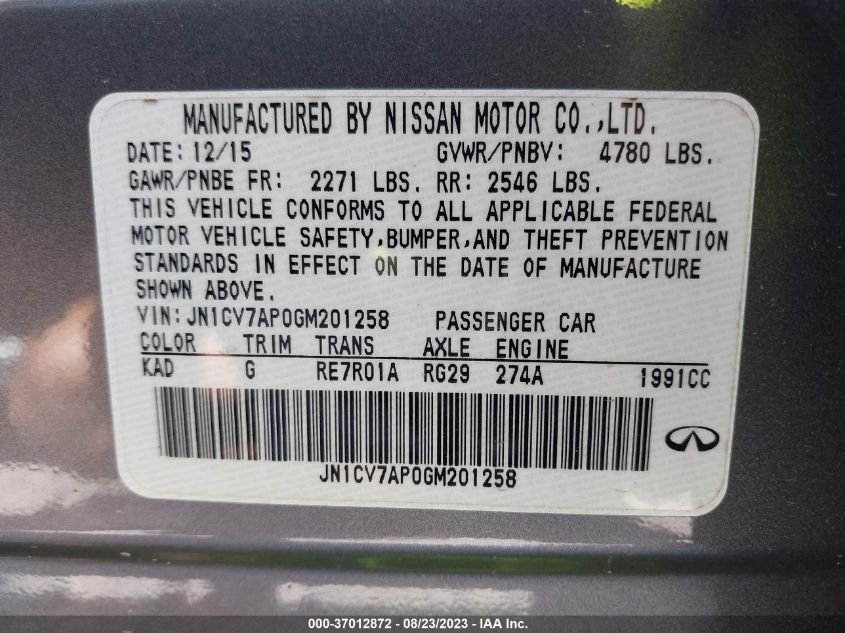 MANUFACTURED BY NISSAN MOTOR CO.,LTD.
DATE: 12/15 GVWR/PNBV: 4780 LBS.
GAWR/PNBE FR: 2271 LBS. RR: 2546 LBS.
THIS VEHICLE CONFORMS TO ALL APPLICABLE FEDERAL
MOTOR VEHICLE SAFETY,BUMPER,AND THEFT PREVENTION
STANDARDS IN EFFECT ON THE DATE OF MANUFACTURE
SHOWN ABOVE.
VIN:JN1CV7AP0GM201258 PASSENGER CAR
COLOR TRIM TRANS AXLE ENGINE
KAD G RE7R01A RG29 274A 1991CC
JN1CV7AP0GM201258
000-37012872 - 08/23/2023 - IAA Inc.